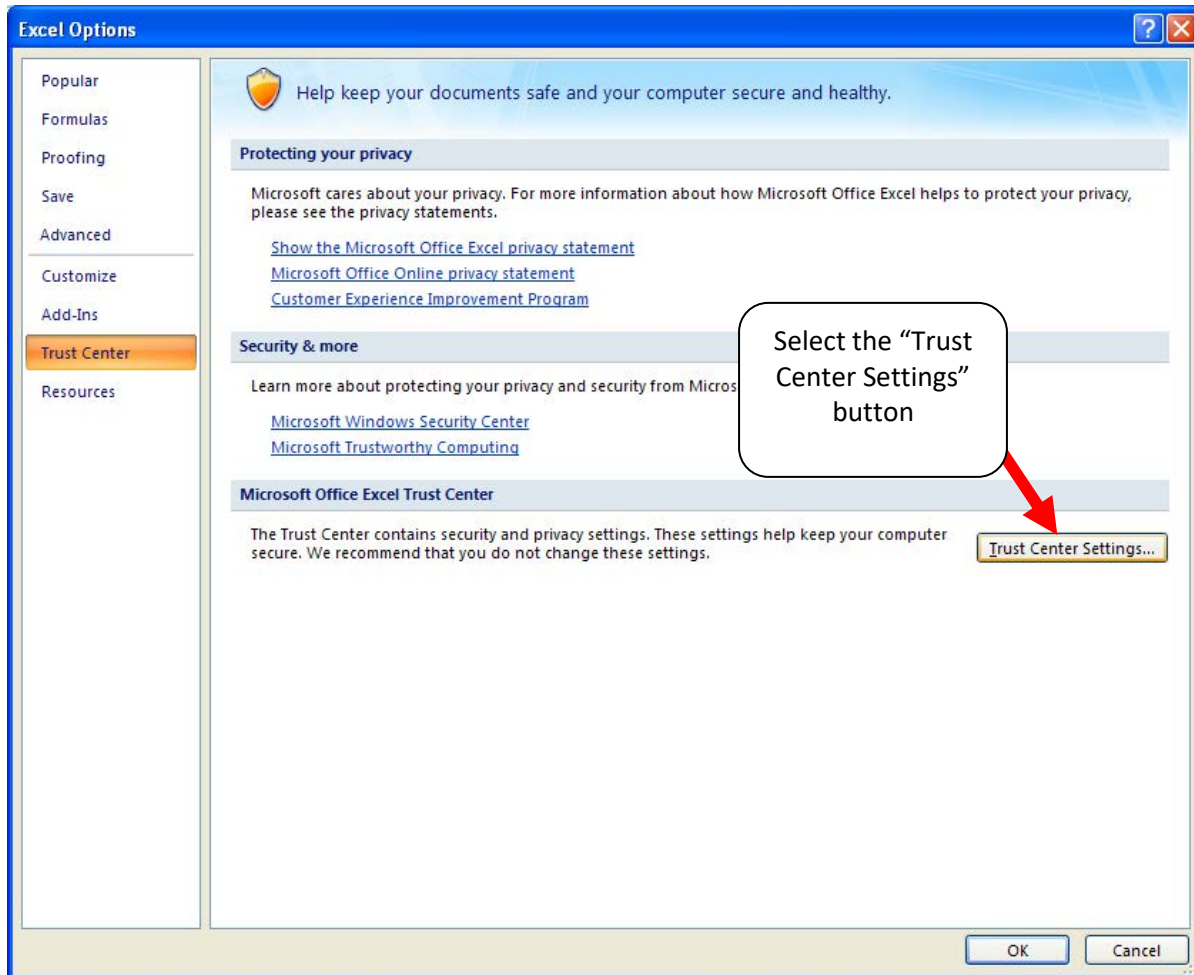 Excel Options
Popular
Formulas
Proofing
Save
Advanced
Customize
Add-Ins
Trust Center
Resources
Help keep your documents safe and your computer secure and healthy.
Protecting your privacy
Microsoft cares about your privacy. For more information about how Microsoft Office Excel helps to protect your privacy,
please see the privacy statements.
Show the Microsoft Office Excel privacy statement
Microsoft Office Online privacy statement
Customer Experience Improvement Program
Security & more
Learn more about protecting your privacy and security from
Microsoft Windows Security Center
Microsoft Trustworthy Computing
Select the “Trust
Center Settings”
button
Microsoft Office Excel Trust Center
The Trust Center contains security and privacy settings. These settings help keep your computer
secure. We recommend that you do not change these settings.
Trust Center Settings...
OK
Cancel